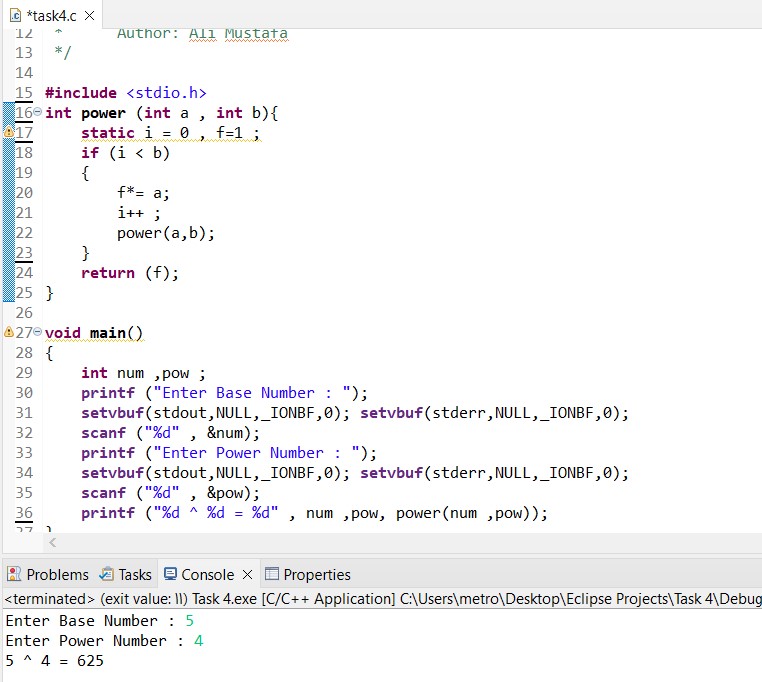 *task4.c
12 * Author: Ali Mustafa
13 */
14
15 #include <stdio.h>
16 int power (int a , int b){
17 static i = 0 , f=1 ;
18 if (i < b)
19 {
20 f*= a;
21 i++ ;
22 power(a,b);
23 }
24 return (f);
25 }
26
27 void main()
28 {
29 int num ,pow ;
30 printf ("Enter Base Number : ");
31 setvbuf(stdout,NULL,_IONBF,0); setvbuf(stderr,NULL,_IONBF,0);
32 scanf ("%d" , &num);
33 printf ("Enter Power Number : ");
34 setvbuf(stdout,NULL,_IONBF,0); setvbuf(stderr,NULL,_IONBF,0);
35 scanf ("%d" , &pow);
36 printf ("%d ^ %d = %d" , num ,pow, power(num ,pow));
37 }
Problems Tasks Console Properties
<terminated> (exit value: 11) Task 4.exe [C/C++ Application] C:\Users\metro\Desktop\Eclipse Projects\Task 4\Debug
Enter Base Number : 5
Enter Power Number : 4
5 ^ 4 = 625